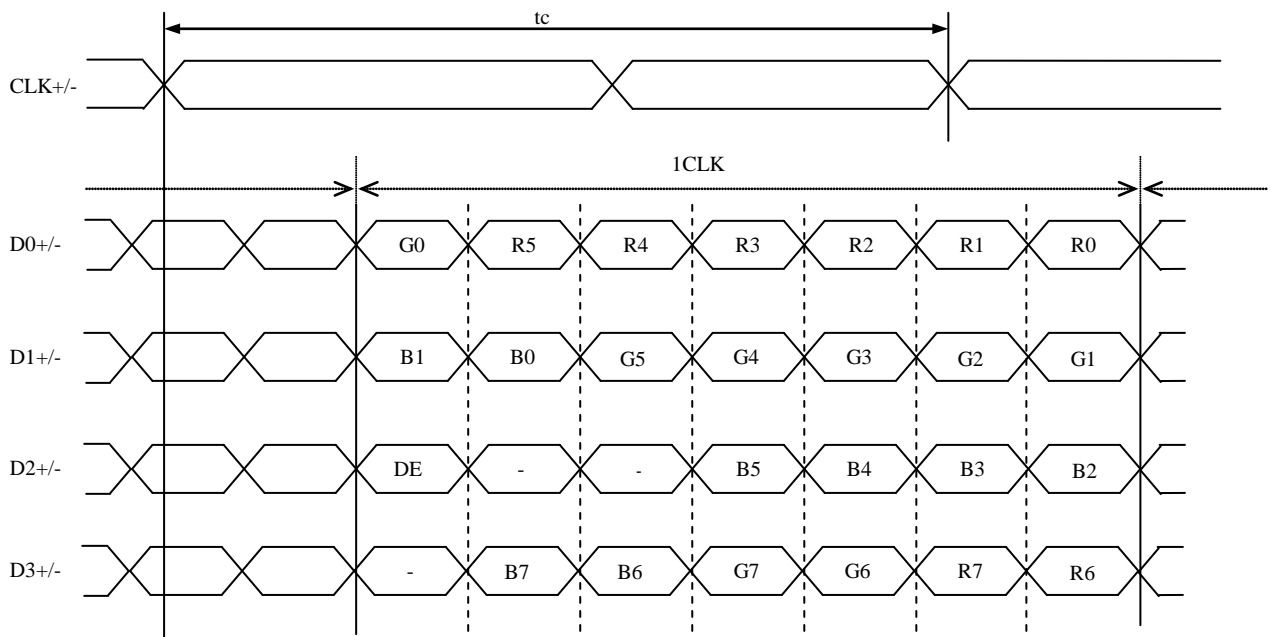 tc
CLK+/-
1CLK
D0+/- G0 R5 R4 R3 R2 R1 R0
D1+/- B1 B0 G5 G4 G3 G2 G1
D2+/- DE - - B5 B4 B3 B2
D3+/- - B7 B6 G7 G6 R7 R6